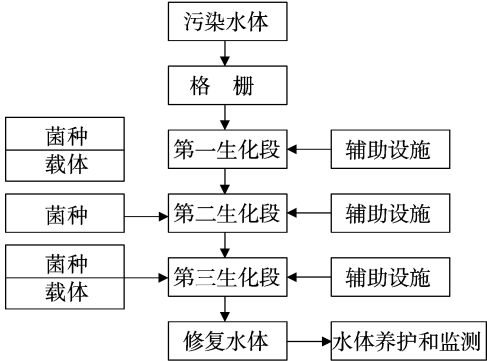 污染水体
格 栅
菌种
载体
第一生化段
辅助设施
菌种
第二生化段
辅助设施
菌种
载体
第三生化段
辅助设施
修复水体
水体养护和监测